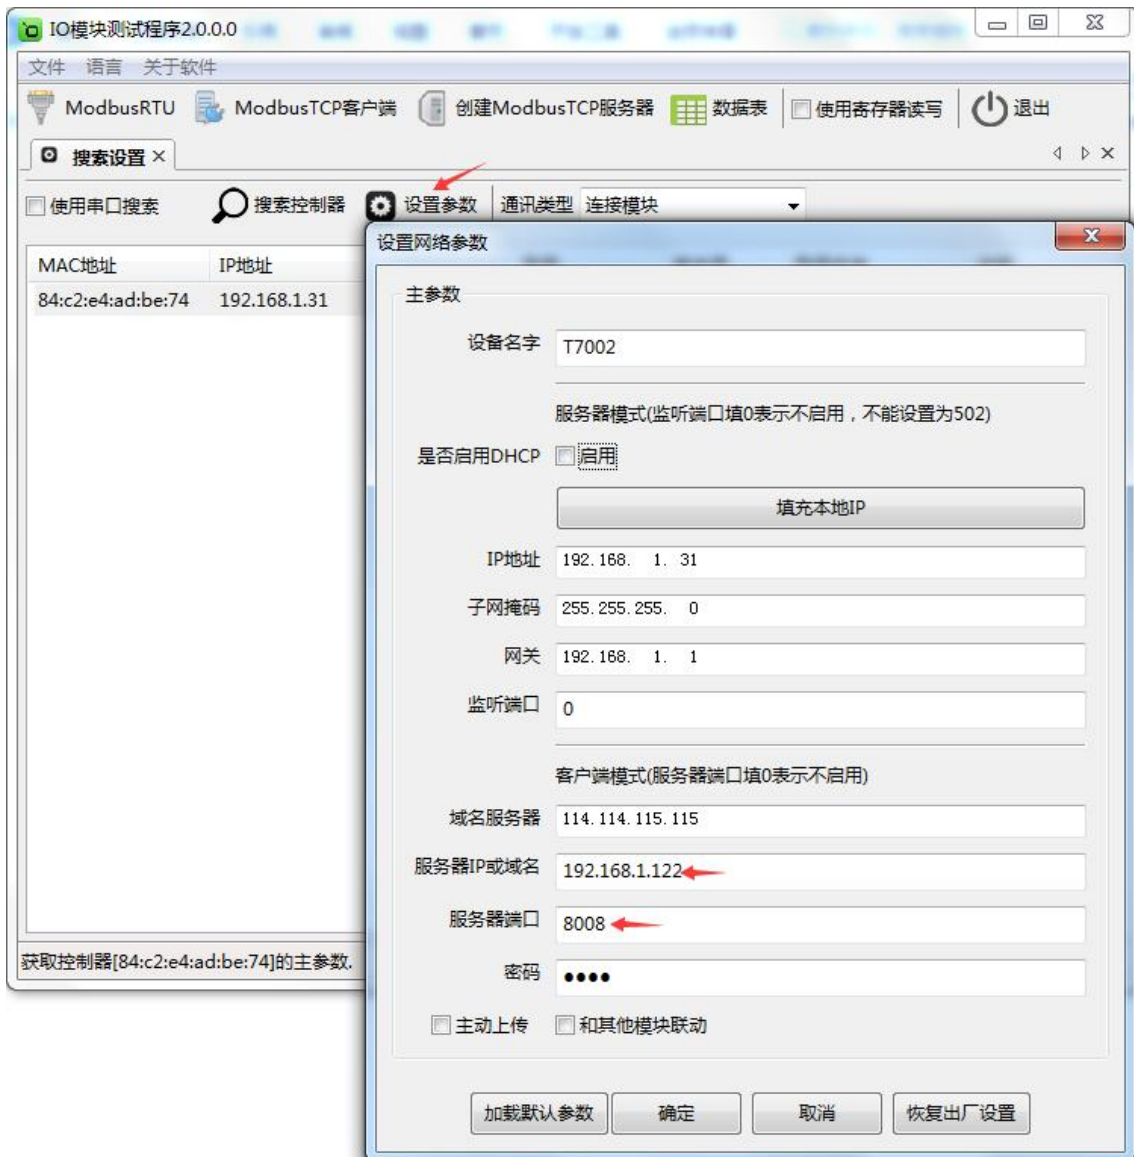 IO模块测试程序2.0.0.0
文件 语言 关于软件
ModbusRTU ModbusTCP客户端 创建ModbusTCP服务器 数据表 使用寄存器读写 退出
搜索设置
使用串口搜索 搜索控制器 设置参数 通讯类型 连接模块
MAC地址 IP地址
84:c2:e4:ad:be:74 192.168.1.31
获取控制器[84:c2:e4:ad:be:74]的主参数.
设置网络参数
主参数
设备名字 T7002
服务器模式(监听端口填0表示不启用，不能设置为502)
是否启用DHCP 启用
填充本地IP
IP地址 192.168. 1. 31
子网掩码 255.255.255. 0
网关 192.168. 1. 1
监听端口 0
客户端模式(服务器端口填0表示不启用)
域名服务器 114.114.115.115
服务器IP或域名 192.168.1.122
服务器端口 8008
密码 ●●●●
主动上传 和其他模块联动
加载默认参数 确定 取消 恢复出厂设置